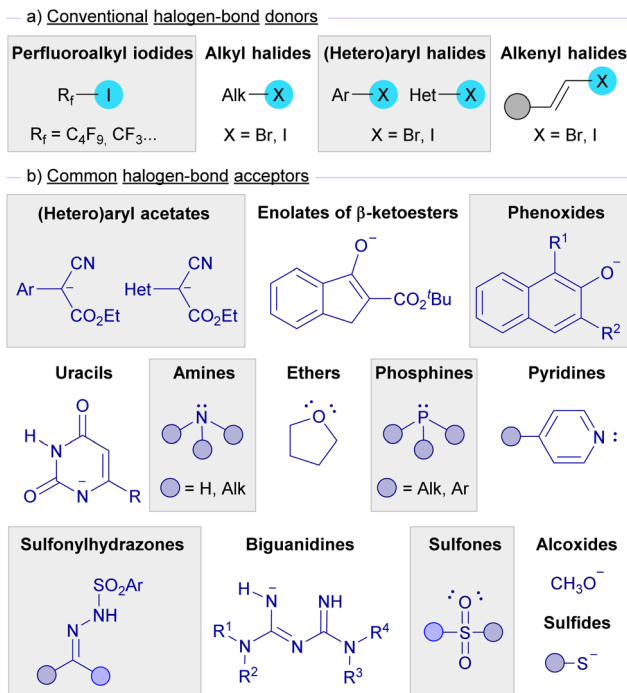 a) Conventional halogen-bond donors
Perfluoroalkyl iodides
Alkyl halides
(Hetero)aryl halides
Alkenyl halides
Rf I
Alk X
Ar X Het X
X
Rf = C4F9, CF3...
X = Br, I
X = Br, I
X = Br, I
b) Common halogen-bond acceptors
(Hetero)aryl acetates
Enolates of β-ketoesters
Phenoxides
Ar CN − CO2Et
Het CN − CO2Et
O− CO2tBu
R1 O− R2
Uracils
Amines
Ethers
Phosphines
Pyridines
O H N O N − R
N
= H, Alk
O
P
= Alk, Ar
N
Sulfonylhydrazones
Biguanidines
Sulfones
Alcoxides
SO2Ar
NH
N
H N − NH
R1 N N N R4
R2 R3
O
S
O
CH3O−
Sulfides
S−